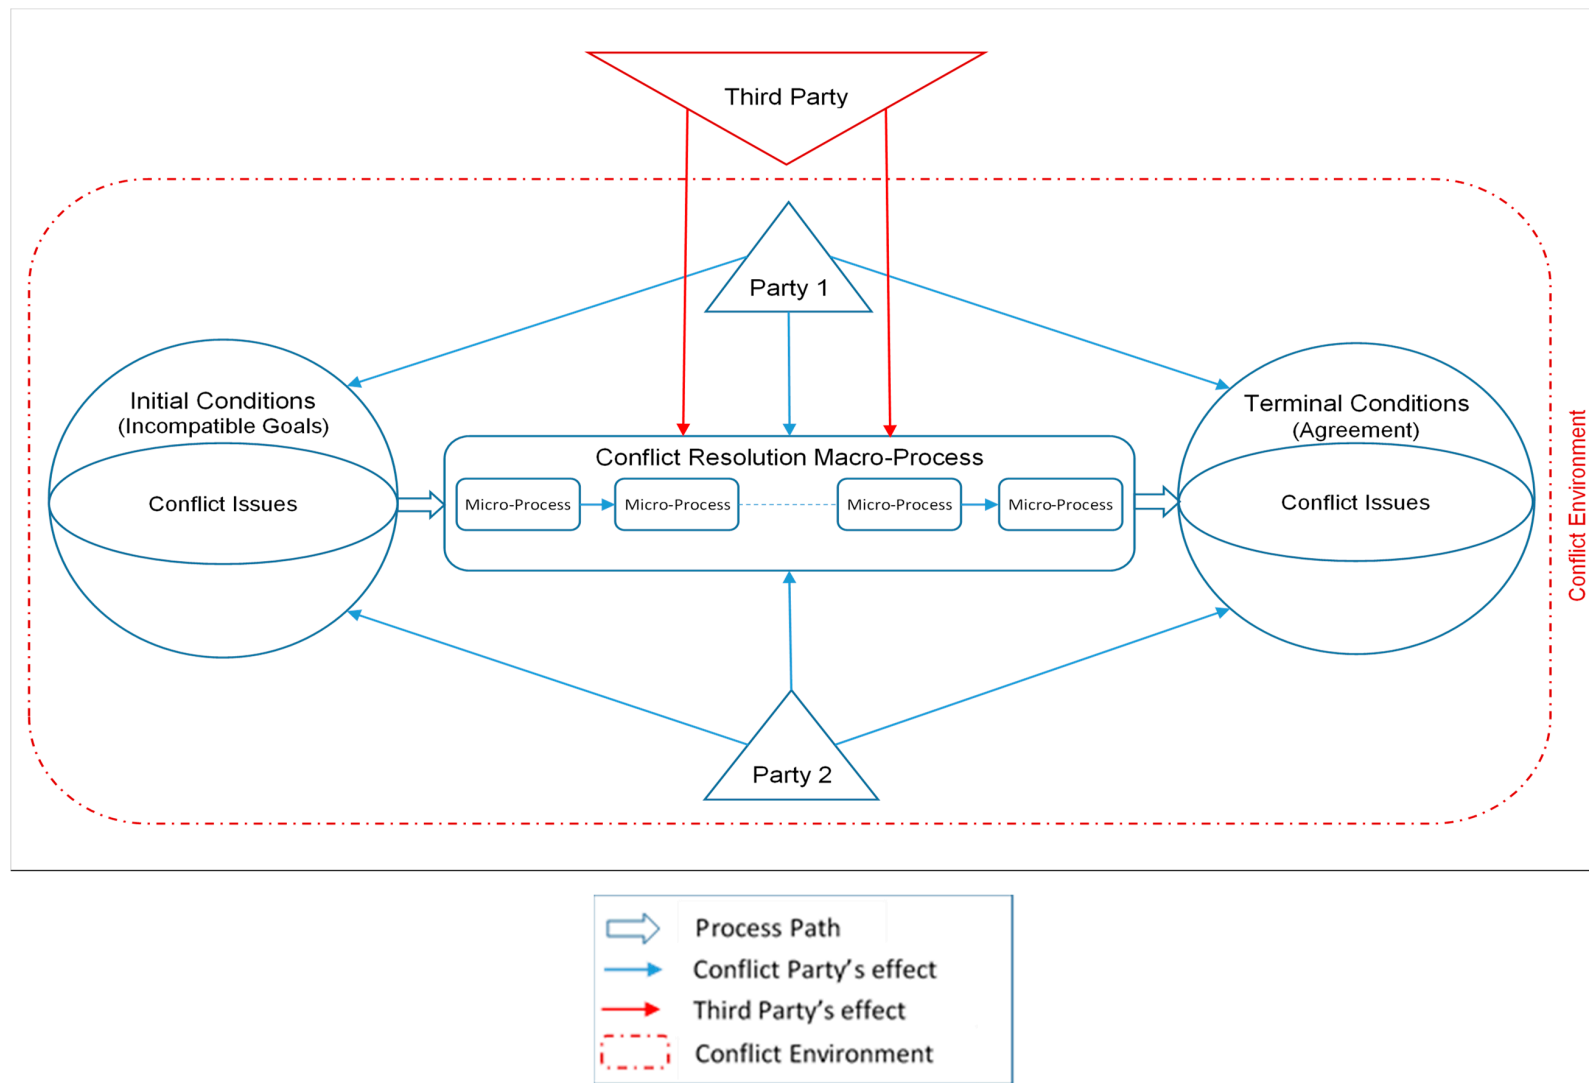 Third Party
Party 1
Initial Conditions
(Incompatible Goals)
Conflict Issues
Conflict Resolution Macro-Process
Micro-Process
Micro-Process
Micro-Process
Micro-Process
Terminal Conditions
(Agreement)
Conflict Issues
Conflict Environment
Party 2
Process Path
Conflict Party's effect
Third Party's effect
Conflict Environment